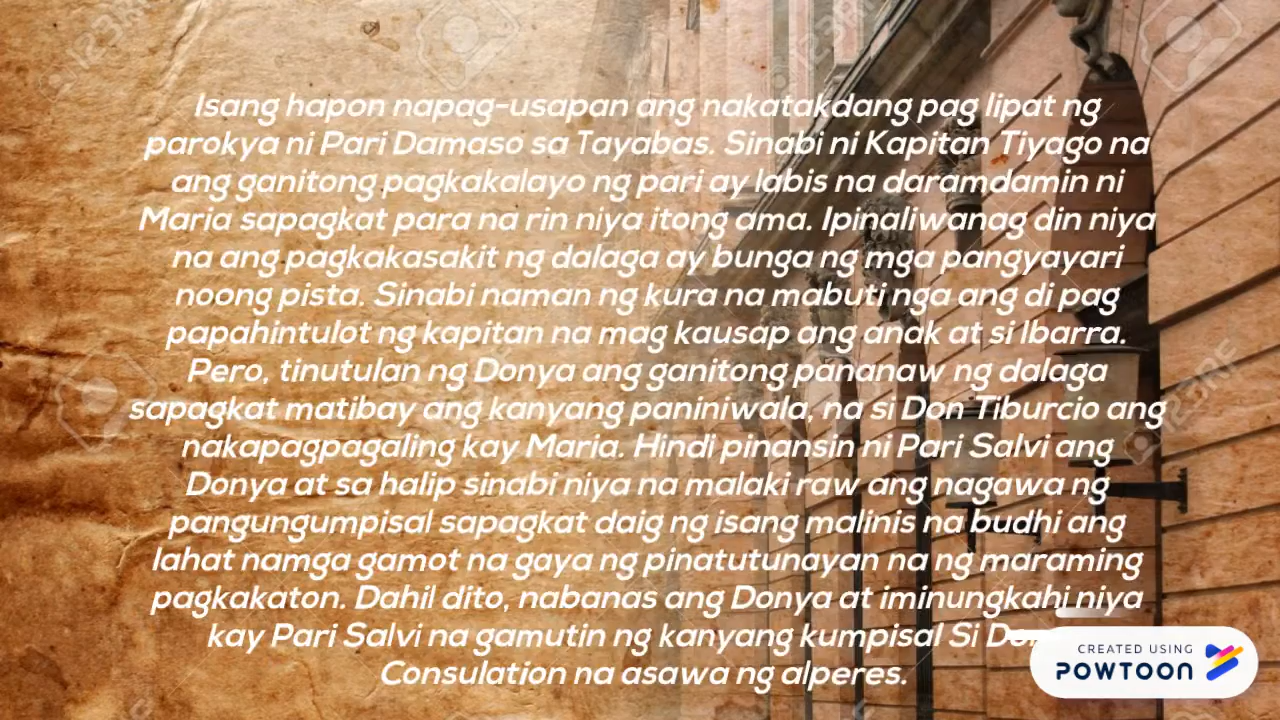 Isang hapon napag-usapan ang nakatakdang pag lipat ng
parokya ni Pari Damaso sa Tayabas. Sinabi ni Kapitan Tiyago na
ang ganitong pagkakalayo ng pari ay labis na daramdamin ni
Maria sapagkat para na rin niya itong ama. Ipinaliwanag din niya
na ang pagkakasakit ng dalaga ay bunga ng mga pangyayari
noong pista. Sinabi naman ng kura na mabuti nga ang di pag
papahintulot ng kapitan na mag kausap ang anak at si Ibarra.
Pero, tinutulan ng Donya ang ganitong pananaw ng dalaga
sapagkat matibay ang kanyang paniniwala, na si Don Tiburcio ang
nakapagpagaling kay Maria. Hindi pinansin ni Pari Salvi ang
Donya at sa halip sinabi niya na malaki raw ang nagawa ng
pangungumpisal sapagkat daig ng isang malinis na budhi ang
lahat namga gamot na gaya ng pinatutunayan na ng maraming
pagkakaton. Dahil dito, nabanas ang Donya at iminungkahi niya
kay Pari Salvi na gamutin ng kanyang kumpisal Si
Consulation na asawa ng alperes.
CREATED USING
POWTOON
123RF
123RF
123RF